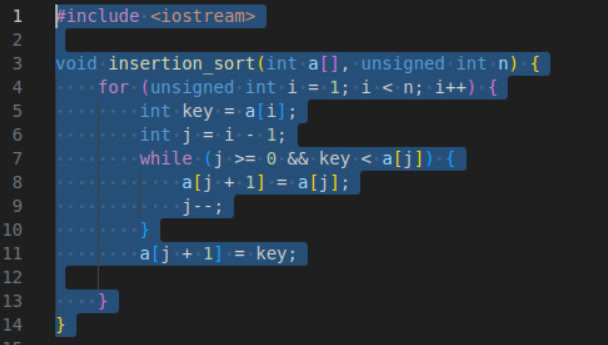 1 #include <iostream>
2
3 void insertion_sort(int a[], unsigned int n) {
4     for (unsigned int i = 1; i < n; i++) {
5         int key = a[i];
6         int j = i - 1;
7         while (j >= 0 && key < a[j]) {
8             a[j + 1] = a[j];
9             j--;
10         }
11         a[j + 1] = key;
12
13     }
14 }